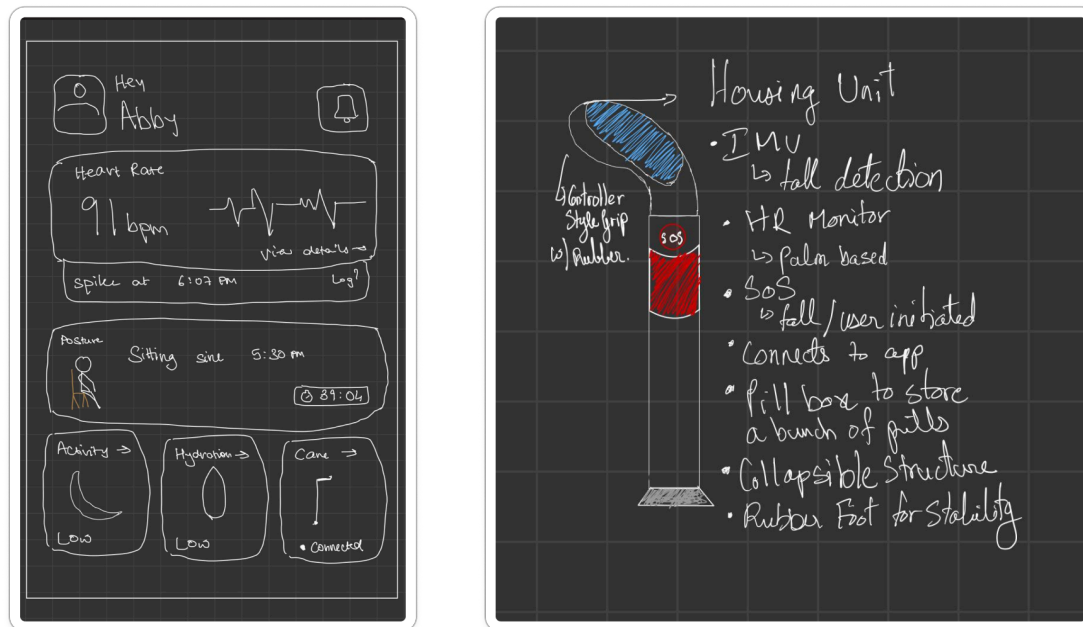 Hey
Abby
Heart Rate
91 bpm
view details →
spike at 6:07 PM Log?
Posture
Sitting sine 5:30 PM
39:04
Activity →
Low
Hydration →
Low
Cane →
• Connected
Housing Unit
• IMU
↳ fall detection
• HR Monitor
↳ Palm based
• SOS
↳ fall/user initiated
• Connects to app
• Pill box to store
a bunch of pills
• Collapsible Structure
• Rubber Foot for Stability
↳ Controller
Style Grip
w/ Rubber.
SOS